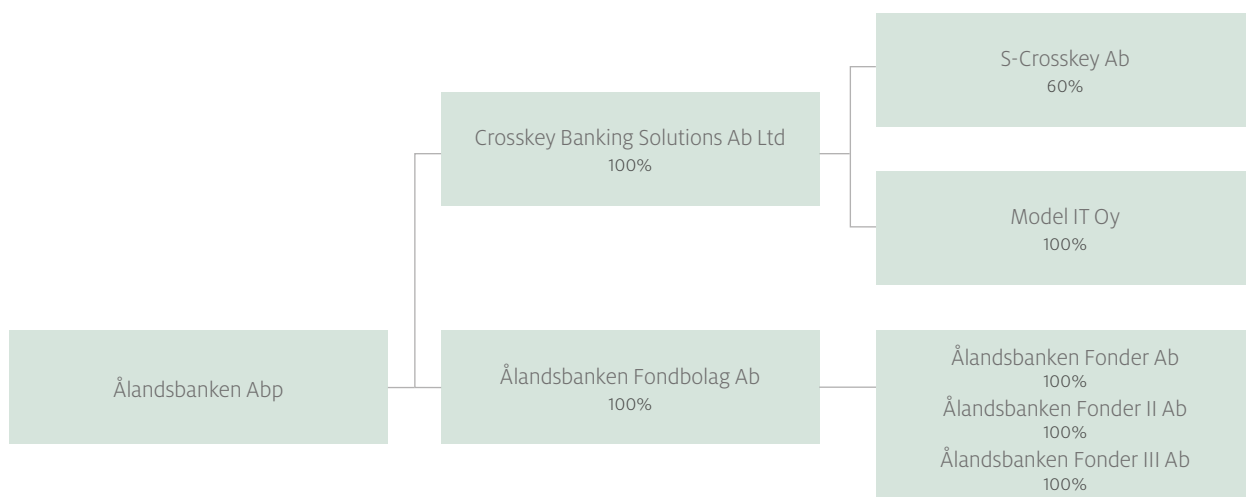 S-Crosskey Ab
60%
Crosskey Banking Solutions Ab Ltd
100%
Model IT Oy
100%
Ålandsbanken Abp
Ålandsbanken Fondbolag Ab
100%
Ålandsbanken Fonder Ab
100%
Ålandsbanken Fonder II Ab
100%
Ålandsbanken Fonder III Ab
100%